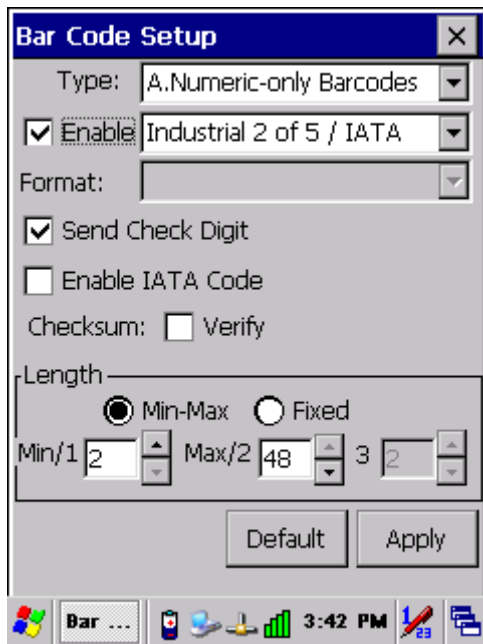 Bar Code Setup
Type: A.Numeric-only Barcodes
Enable Industrial 2 of 5 / IATA
Format:
Send Check Digit
Enable IATA Code
Checksum: Verify
Length
Min-Max Fixed
Min/1 2 Max/2 48 3 2
Default Apply
Bar ... 3:42 PM 1 23